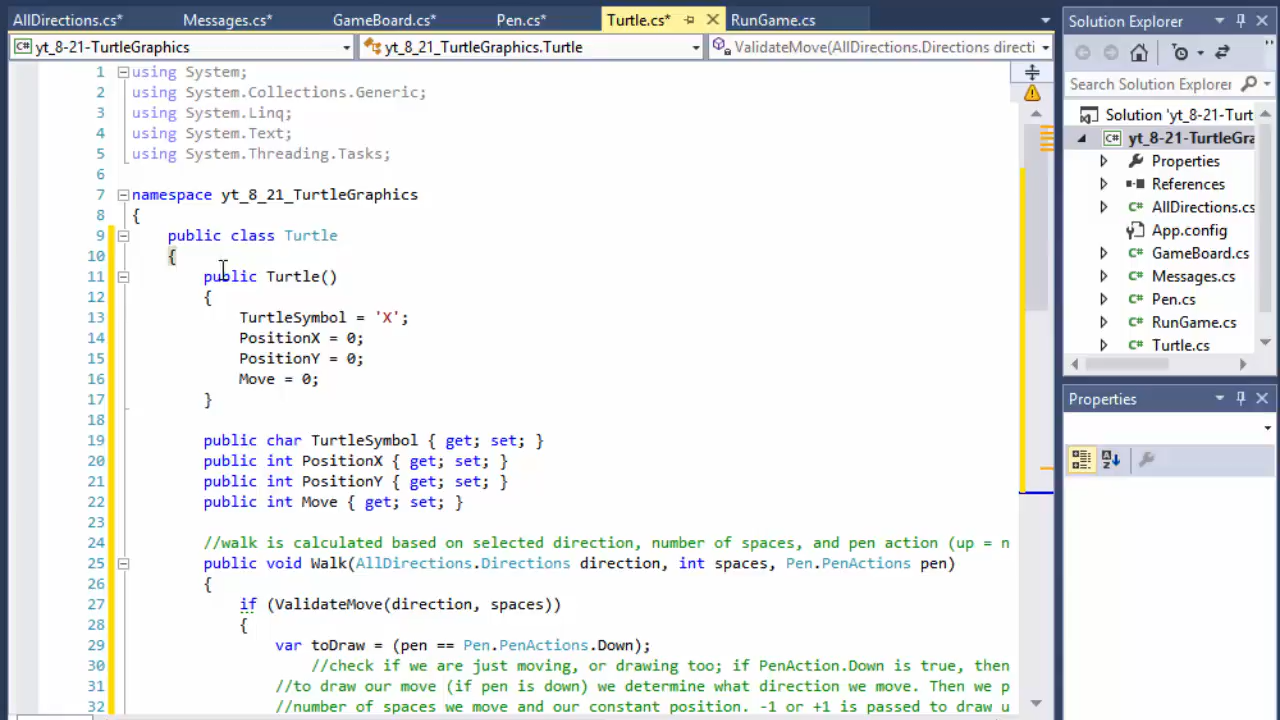 AllDirections.cs* Messages.cs* GameBoard.cs* Pen.cs* Turtle.cs* RunGame.cs
yt_8-21-TurtleGraphics yt_8_21_TurtleGraphics.Turtle ValidateMove(AllDirections.Directions directi
1 using System;
2 using System.Collections.Generic;
3 using System.Linq;
4 using System.Text;
5 using System.Threading.Tasks;
6
7 namespace yt_8_21_TurtleGraphics
8 {
9 public class Turtle
10 {
11 public Turtle()
12 {
13 TurtleSymbol = 'X';
14 PositionX = 0;
15 PositionY = 0;
16 Move = 0;
17 }
18
19 public char TurtleSymbol { get; set; }
20 public int PositionX { get; set; }
21 public int PositionY { get; set; }
22 public int Move { get; set; }
23
24 //walk is calculated based on selected direction, number of spaces, and pen action (up = n
25 public void Walk(AllDirections.Directions direction, int spaces, Pen.PenActions pen)
26 {
27 if (ValidateMove(direction, spaces))
28 {
29 var toDraw = (pen == Pen.PenActions.Down);
30 //check if we are just moving, or drawing too; if PenAction.Down is true, then
31 //to draw our move (if pen is down) we determine what direction we move. Then we p
32 //number of spaces we move and our constant position. -1 or +1 is passed to draw u
Solution Explorer
Search Solution Explorer
Solution 'yt_8-21-Turt
C# yt_8-21-TurtleGra
Properties
References
C# AllDirections.cs
App.config
C# GameBoard.cs
C# Messages.cs
C# Pen.cs
C# RunGame.cs
C# Turtle.cs
Properties